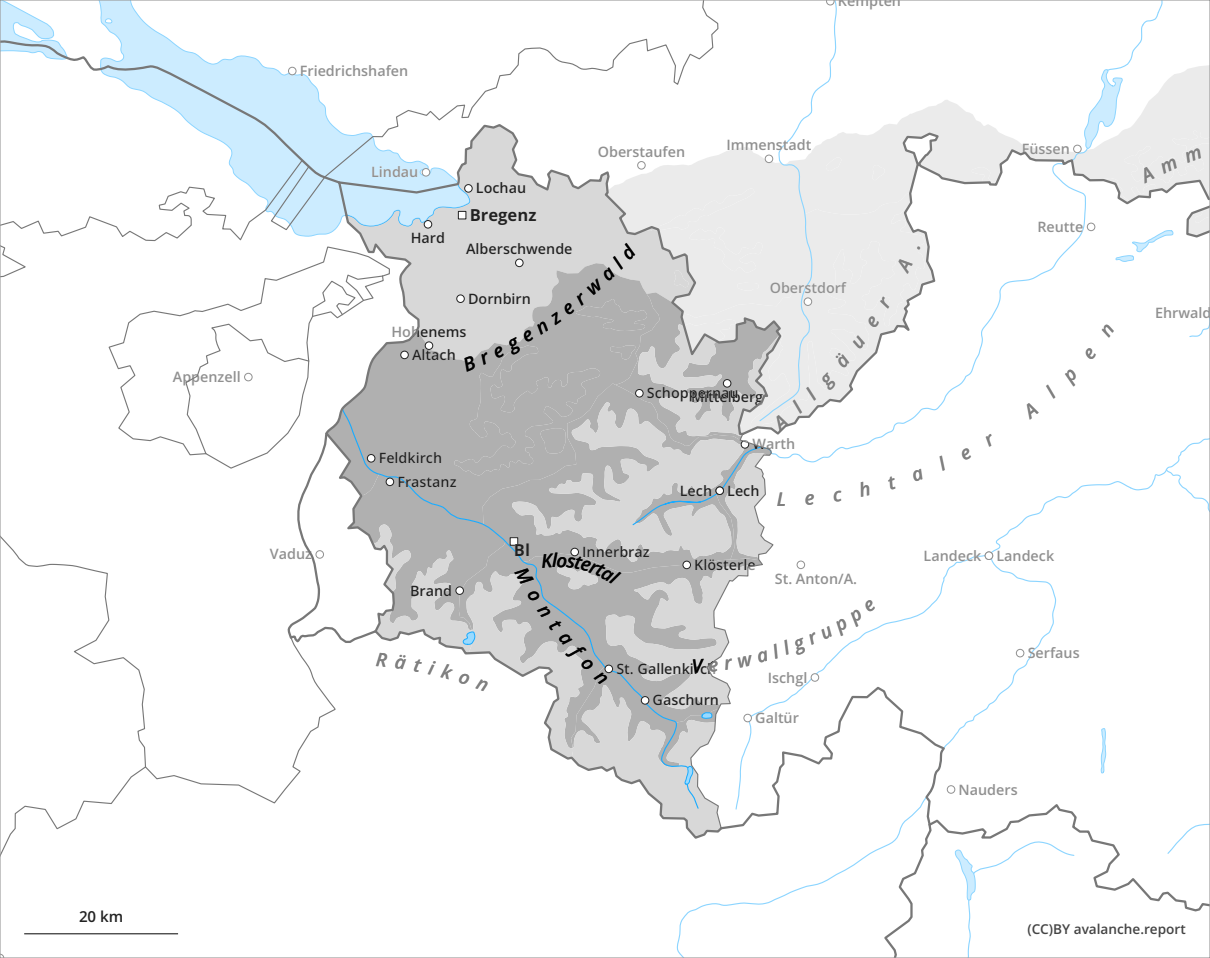 Kempten
Friedrichshafen
Oberstaufen
Immenstadt
Füssen
Amm
Lindau
Lochau
Bregenz
Hard
Reutte
Alberschwende
Oberstdorf
Dornbirn
Bregenzerwald
Allgäuer A.
Ehrwald
Hohenems
Altach
Appenzell
Schoppernau
Mittelberg
Lechtaler Alpen
Warth
Feldkirch
Frastanz
Lech
Lech
Vaduz
Bl
Klostertal
Innerbraz
Klösterle
Landeck
Landeck
St. Anton/A.
Brand
Montafon
Verwallgruppe
Rätikon
St. Gallenkirch
Serfaus
Ischgl
Gaschurn
Galtür
Nauders
20 km
(CC)BY avalanche.report